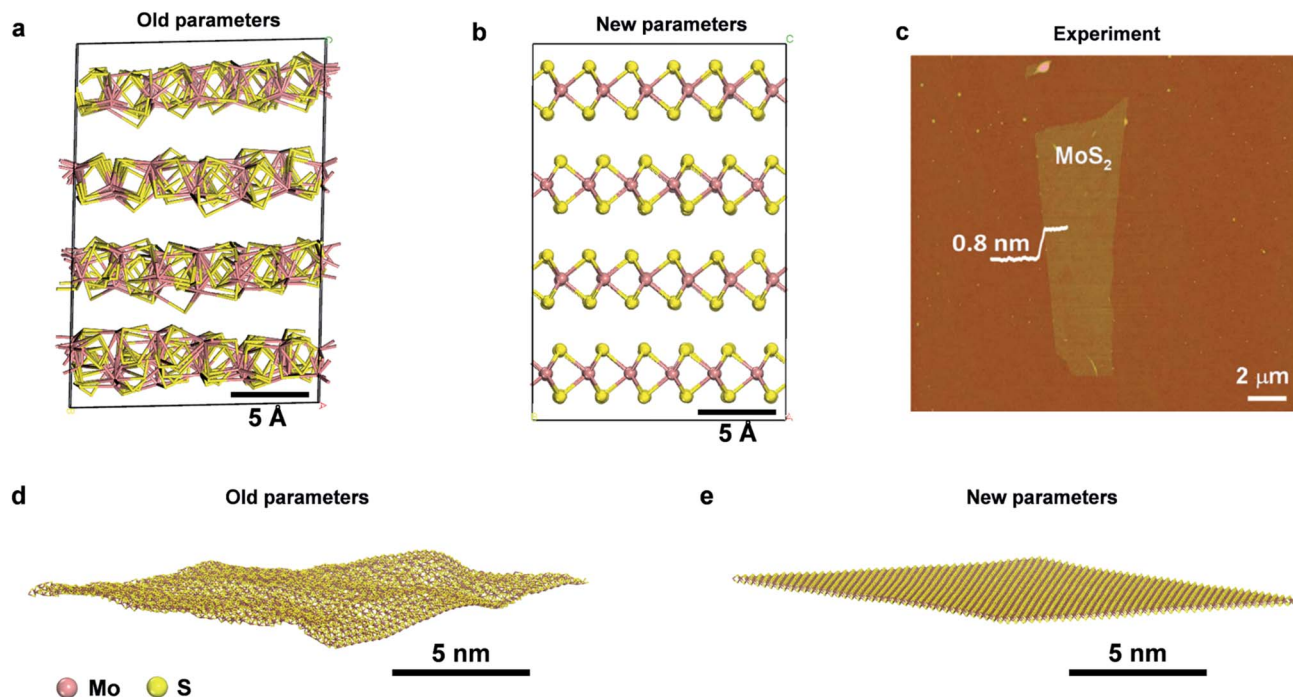 Old parameters
New parameters
Experiment
a
b
c
C
MoS2
0.8 nm
2 μm
A
A
5 Å
5 Å
d
Old parameters
e
New parameters
5 nm
5 nm
Mo
S